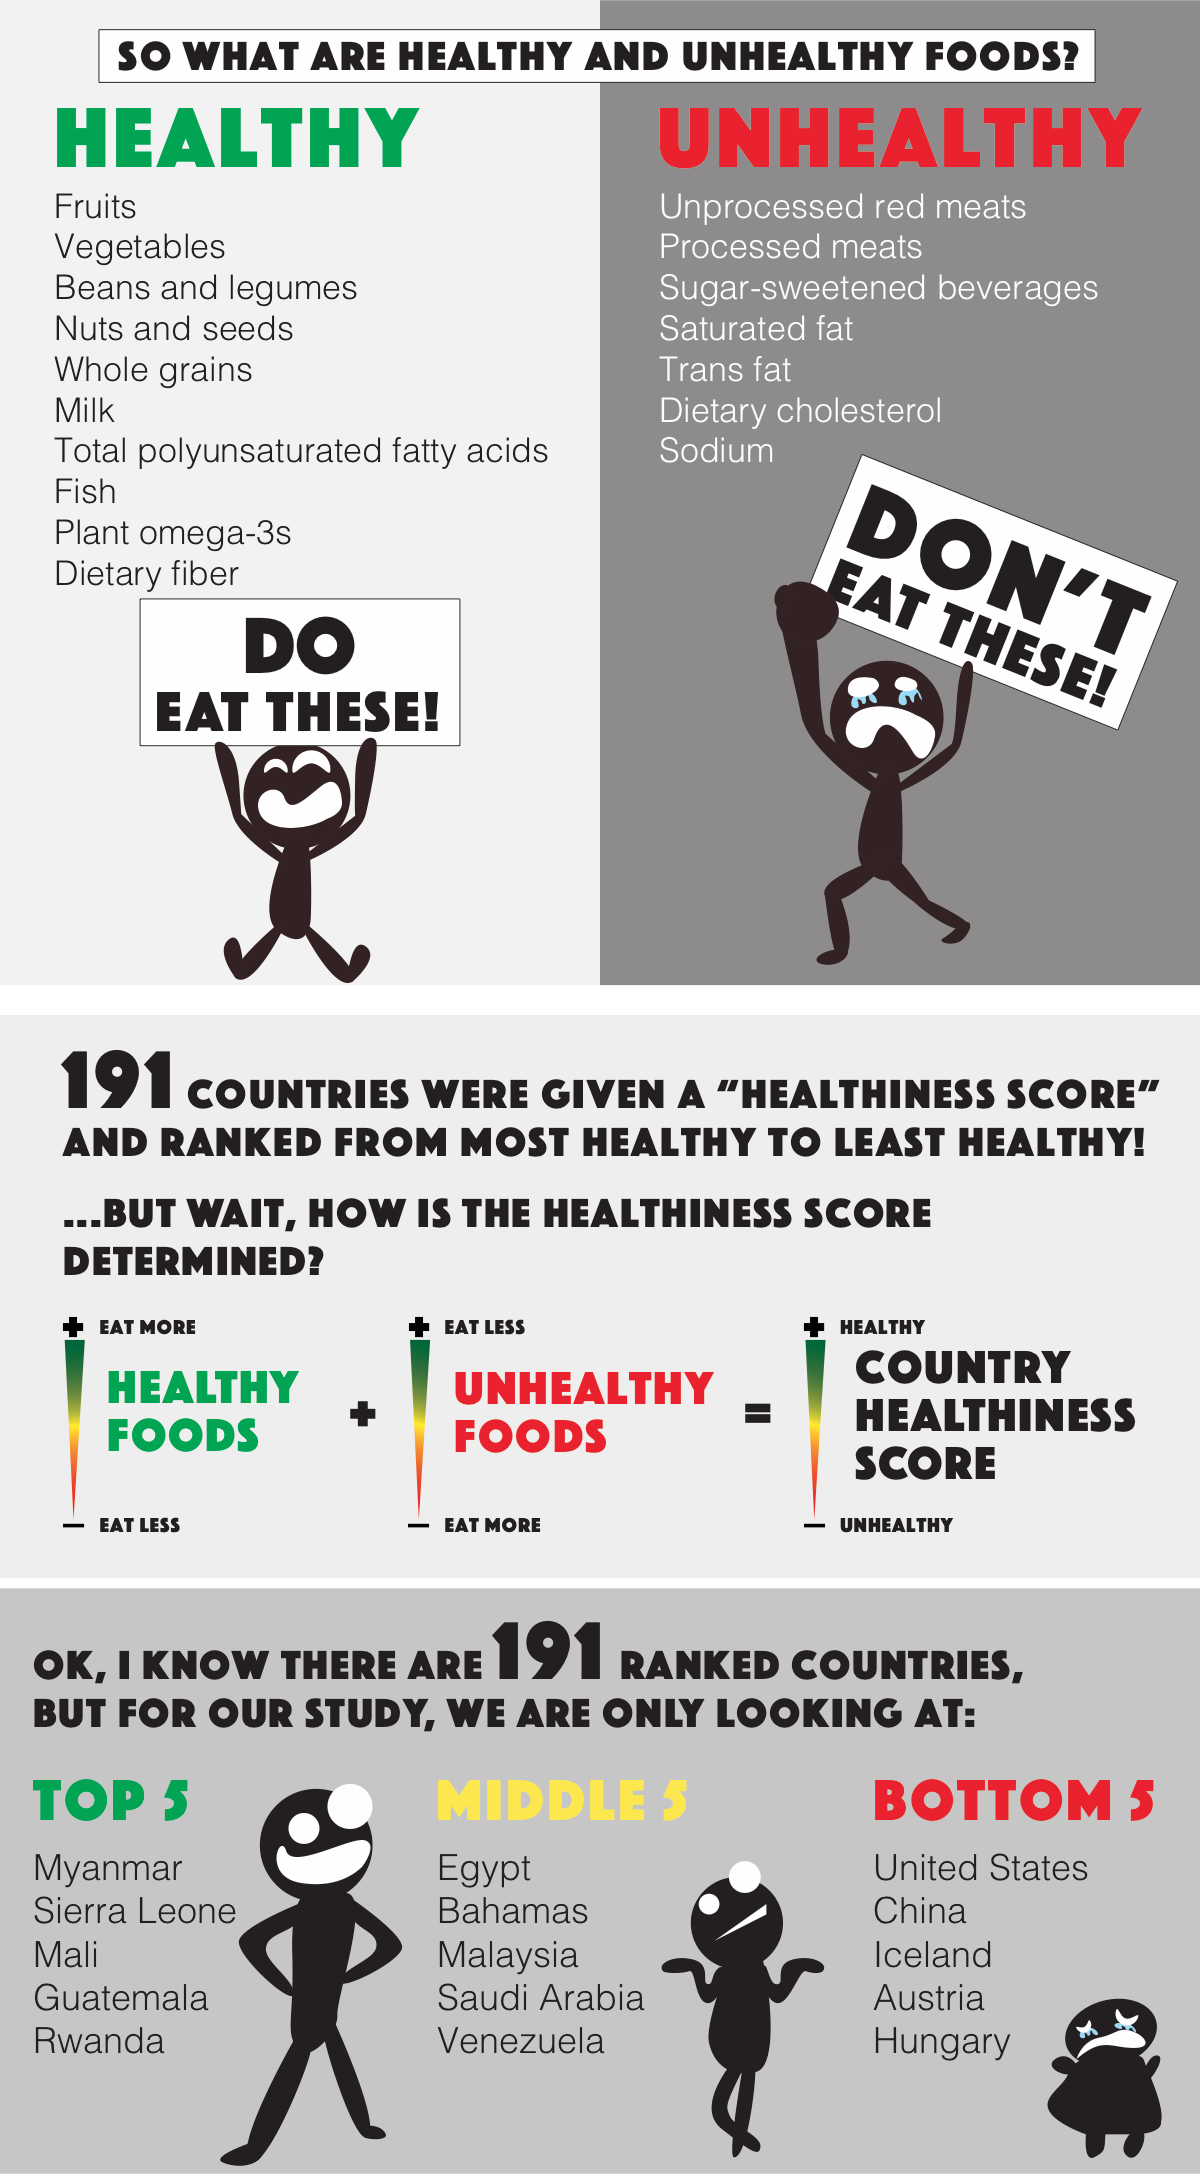 SO WHAT ARE HEALTHY AND UNHEALTHY FOODS?
HEALTHY
Fruits
Vegetables
Beans and legumes
Nuts and seeds
Whole grains
Milk
Total polyunsaturated fatty acids
Fish
Plant omega-3s
Dietary fiber
DO
EAT THESE!
UNHEALTHY
Unprocessed red meats
Processed meats
Sugar-sweetened beverages
Saturated fat
Trans fat
Dietary cholesterol
Sodium
DON'T
EAT THESE!
191 COUNTRIES WERE GIVEN A "HEALTHINESS SCORE"
AND RANKED FROM MOST HEALTHY TO LEAST HEALTHY!
...BUT WAIT, HOW IS THE HEALTHINESS SCORE
DETERMINED?
+ EAT MORE
HEALTHY
FOODS
– EAT LESS
+
+ EAT LESS
UNHEALTHY
FOODS
– EAT MORE
=
+ HEALTHY
COUNTRY
HEALTHINESS
SCORE
– UNHEALTHY
OK, I KNOW THERE ARE 191 RANKED COUNTRIES,
BUT FOR OUR STUDY, WE ARE ONLY LOOKING AT:
TOP 5
Myanmar
Sierra Leone
Mali
Guatemala
Rwanda
MIDDLE 5
Egypt
Bahamas
Malaysia
Saudi Arabia
Venezuela
BOTTOM 5
United States
China
Iceland
Austria
Hungary